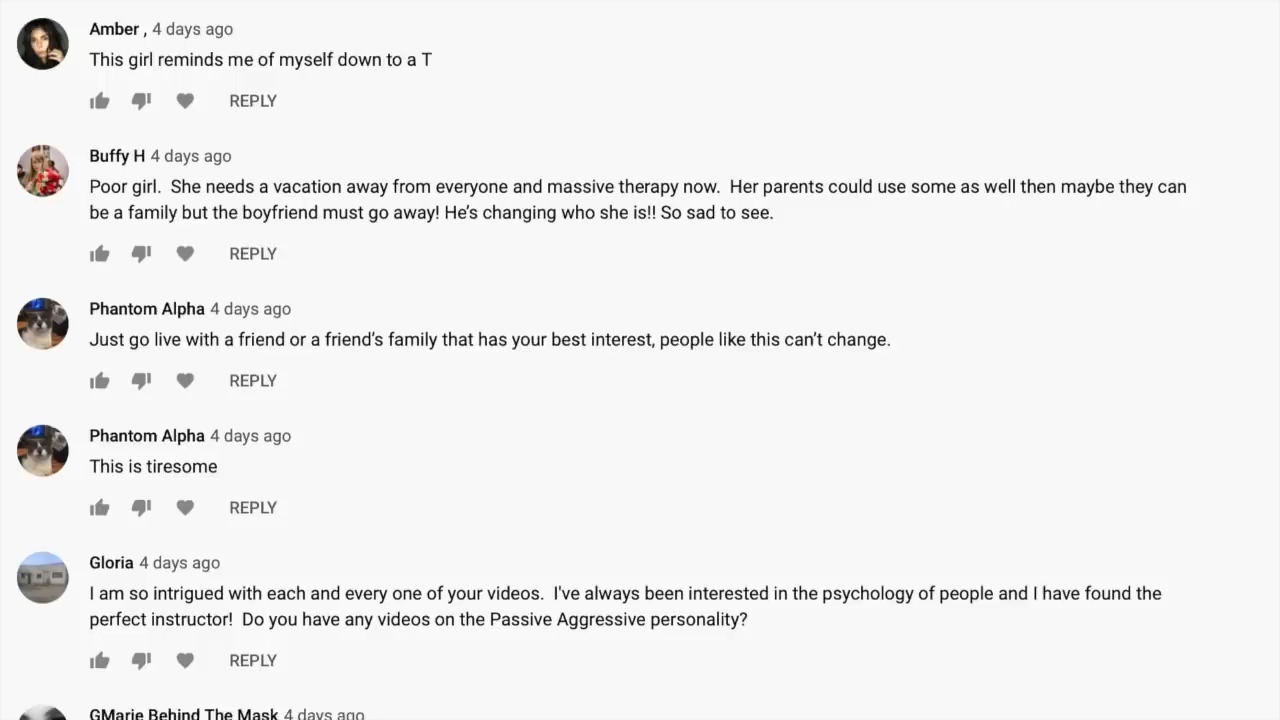 Amber , 4 days ago
This girl reminds me of myself down to a T
REPLY
Buffy H 4 days ago
Poor girl.  She needs a vacation away from everyone and massive therapy now.  Her parents could use some as well then maybe they can
be a family but the boyfriend must go away! He’s changing who she is!! So sad to see.
REPLY
Phantom Alpha 4 days ago
Just go live with a friend or a friend’s family that has your best interest, people like this can’t change.
REPLY
Phantom Alpha 4 days ago
This is tiresome
REPLY
Gloria 4 days ago
I am so intrigued with each and every one of your videos.  I've always been interested in the psychology of people and I have found the
perfect instructor!  Do you have any videos on the Passive Aggressive personality?
REPLY
GMarie Behind The Mask 4 days ago